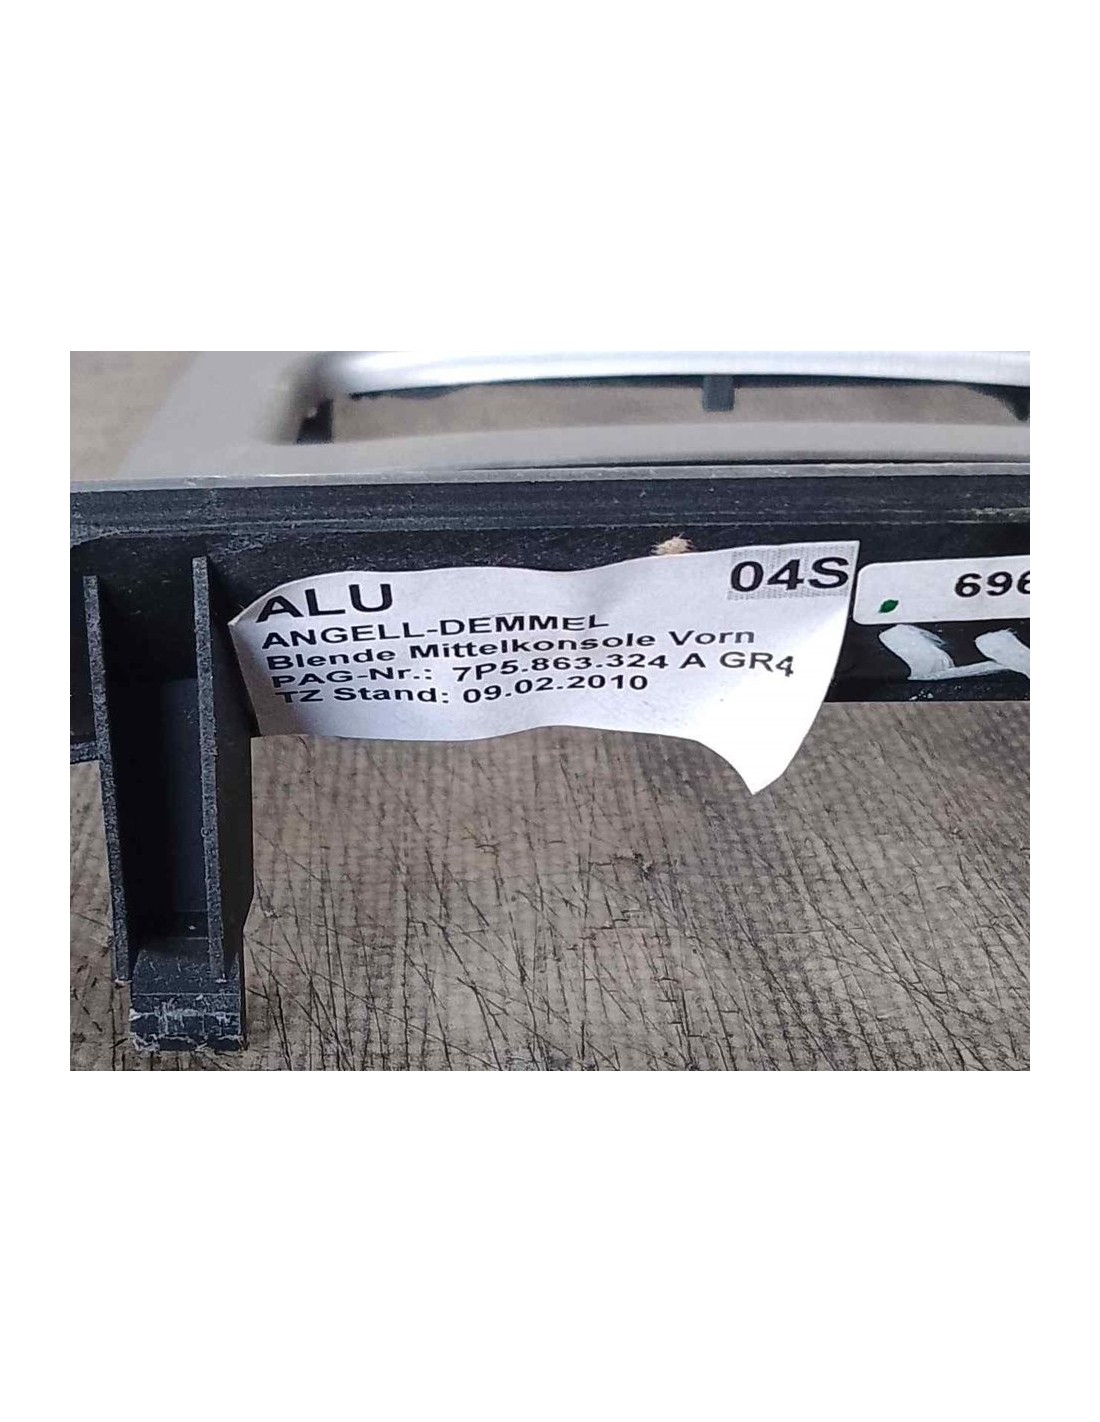 ALU
04S
ANGELL-DEMMEL
Blende Mittelkonsole Vorn
PAG-Nr.: 7P5.863.324 A GR4
TZ Stand: 09.02.2010
696